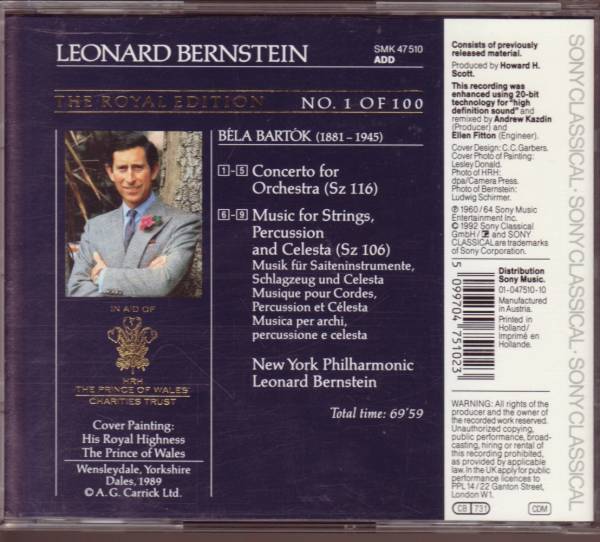 LEONARD BERNSTEIN
SMK 47510
ADD
THE ROYAL EDITION
NO. 1 OF 100
BÉLA BARTÓK (1881–1945)
1-5 Concerto for
Orchestra (Sz 116)
6-9 Music for Strings,
Percussion
and Celesta (Sz 106)
Musik für Saiteninstrumente,
Schlagzeug und Celesta
Musique pour Cordes,
Percussion et Célesta
Musica per archi,
percussione e celesta
New York Philharmonic
Leonard Bernstein
Total time: 69'59
IN AID OF
HRH
THE PRINCE OF WALES'
CHARITIES TRUST
Cover Painting:
His Royal Highness
The Prince of Wales
Wensleydale, Yorkshire
Dales, 1989
© A. G. Carrick Ltd.
Consists of previously
released material.
Produced by Howard H.
Scott.
This recording was
enhanced using 20-bit
technology for "high
definition sound" and
remixed by Andrew Kazdin
(Producer) and
Ellen Fitton (Engineer).
Cover Design: C.C. Garbers.
Cover Photo of Painting:
Lesley Donald.
Photo of HRH:
dpa/Camera Press.
Photo of Bernstein:
Ludwig Schirmer.
℗ 1960/64 Sony Music
Entertainment Inc.
© 1992 Sony Classical
GmbH / and SONY
CLASSICAL are trademarks
of Sony Corporation.
5 099704 751023
Distribution
Sony Music.
01-047510-10
Manufactured
in Austria.
Printed in
Holland/
Imprimé en
Hollande.
WARNING: All rights of the
producer and the owner of
the recorded work reserved.
Unauthorized copying,
public performance, broad-
casting, hiring or rental of
this recording prohibited,
as provided by applicable
law. In the UK apply for public
performance licences to
PPL 14/22 Ganton Street,
London W1.
CB 731
CDM
SONY CLASSICAL · SONY CLASSICAL · SONY CLASSICAL · SONY CLASSICAL